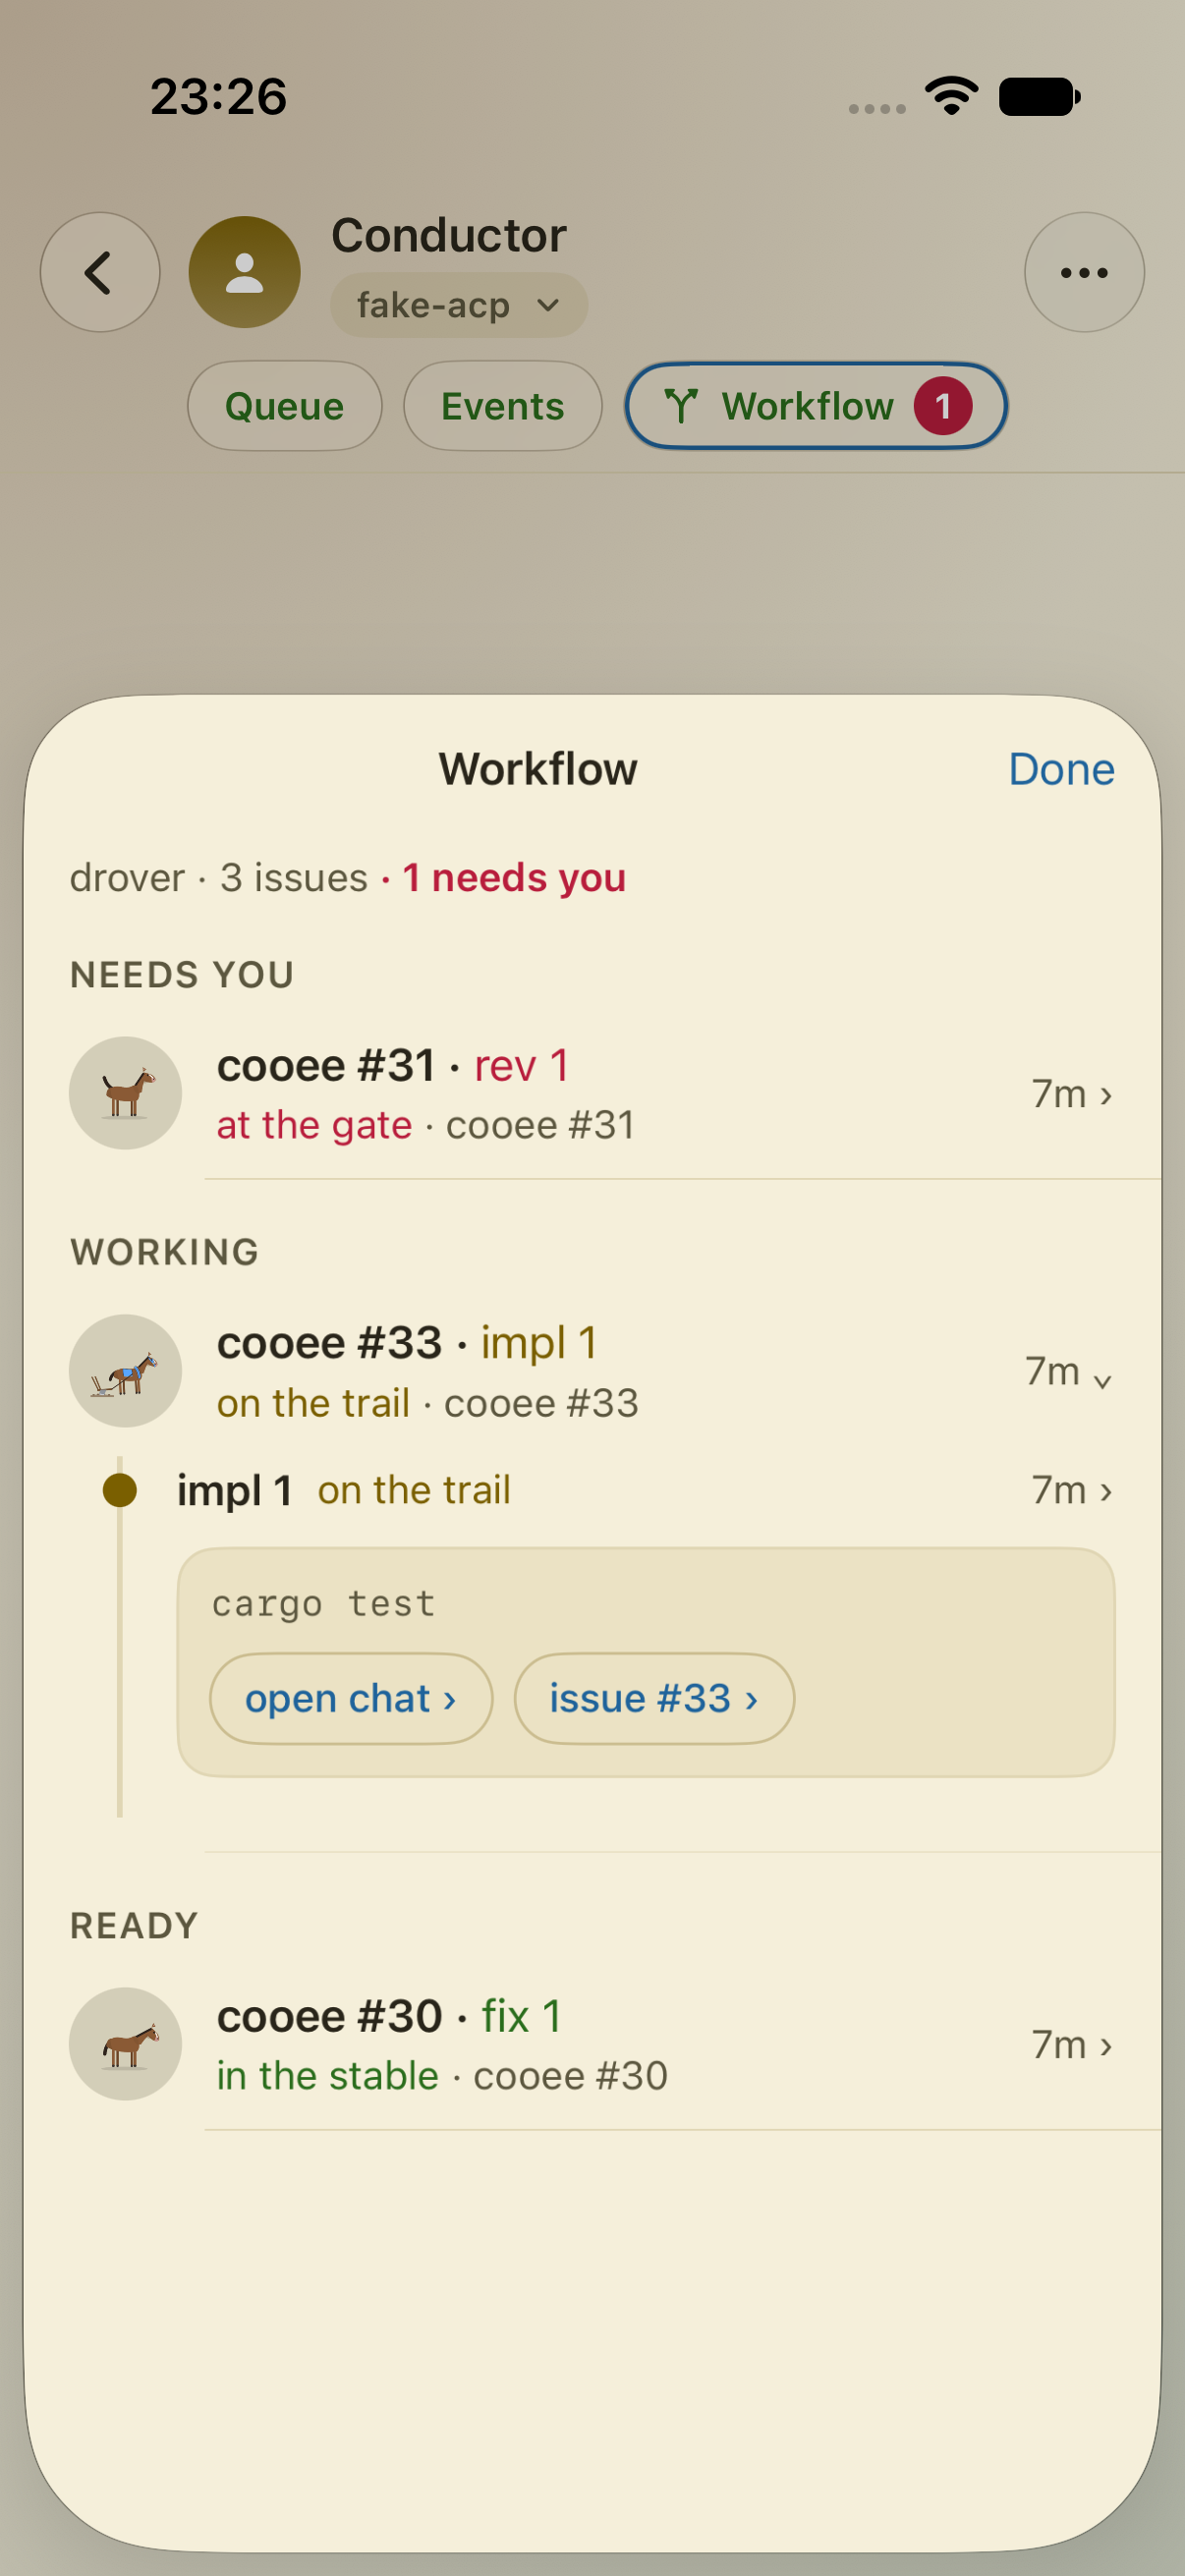 23:26
Conductor
fake-acp
Queue
Events
Workflow 1
Workflow
Done
drover · 3 issues · 1 needs you
NEEDS YOU
cooee #31 · rev 1
at the gate · cooee #31
7m ›
WORKING
cooee #33 · impl 1
on the trail · cooee #33
7m ⌄
impl 1 on the trail
7m ›
cargo test
open chat ›
issue #33 ›
READY
cooee #30 · fix 1
in the stable · cooee #30
7m ›